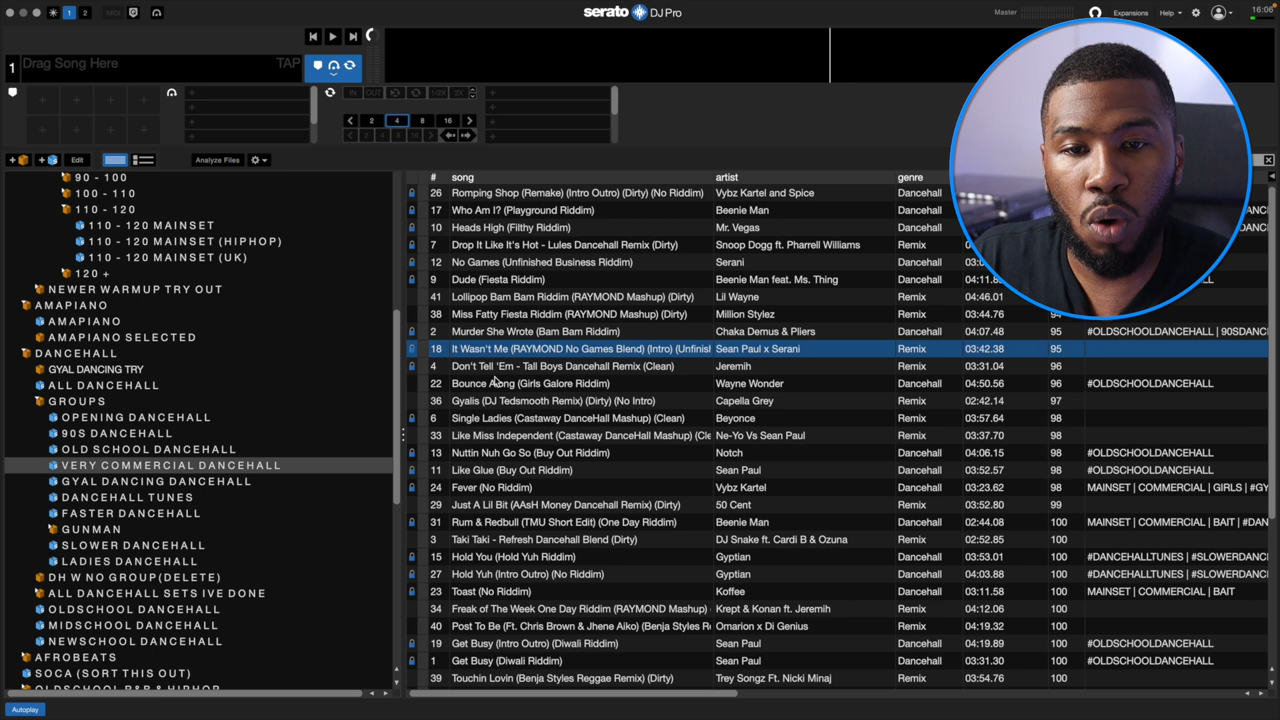 1 2 MIDI serato DJ Pro Master Expansions Help 16:06
1 Drag Song Here TAP
IN OUT 1/2X 2X
2 4 8 16
2 4 8 16
Edit Analyze Files
90 - 100
100 - 110
110 - 120
110 - 120 MAINSET
110 - 120 MAINSET (HIPHOP)
110 - 120 MAINSET (UK)
120 +
NEWER WARMUP TRY OUT
AMAPIANO
AMAPIANO
AMAPIANO SELECTED
DANCEHALL
GYAL DANCING TRY
ALL DANCEHALL
GROUPS
OPENING DANCEHALL
90S DANCEHALL
OLD SCHOOL DANCEHALL
VERY COMMERCIAL DANCEHALL
GYAL DANCING DANCEHALL
DANCEHALL TUNES
FASTER DANCEHALL
GUNMAN
SLOWER DANCEHALL
LADIES DANCEHALL
DH W NO GROUP (DELETE)
ALL DANCEHALL SETS IVE DONE
OLDSCHOOL DANCEHALL
MIDSCHOOL DANCEHALL
NEWSCHOOL DANCEHALL
AFROBEATS
SOCA (SORT THIS OUT)
OLDSCHOOL R&B & HIPHOP
# song artist genre
26 Romping Shop (Remake) (Intro Outro) (Dirty) (No Riddim) Vybz Kartel and Spice Dancehall
17 Who Am I? (Playground Riddim) Beenie Man Dancehall
10 Heads High (Filthy Riddim) Mr. Vegas Dancehall
7 Drop It Like It's Hot - Lules Dancehall Remix (Dirty) Snoop Dogg ft. Pharell Williams Remix
12 No Games (Unfinished Business Riddim) Serani Dancehall
9 Dude (Fiesta Riddim) Beenie Man feat. Ms. Thing Dancehall
41 Lollipop Bam Bam Riddim (RAYMOND Mashup) (Dirty) Lil Wayne Remix 04:46.01
38 Miss Fatty Fiesta Riddim (RAYMOND Mashup) (Dirty) Million Stylez Remix 03:44.76 94
2 Murder She Wrote (Bam Bam Riddim) Chaka Demus & Pliers Dancehall 04:07.48 95 #OLDSCHOOLDANCEHALL | 90SDANC
18 It Wasn't Me (RAYMOND No Games Blend) (Intro) (Unfinisl Sean Paul x Serani Remix 03:42.38 95
4 Don't Tell 'Em - Tall Boys Dancehall Remix (Clean) Jeremih Remix 03:31.04 96
22 Bounce Along (Girls Galore Riddim) Wayne Wonder Dancehall 04:50.56 96 #OLDSCHOOLDANCEHALL
36 Gyalis (DJ Tedsmooth Remix) (Dirty) (No Intro) Capella Grey Remix 02:42.14 97
6 Single Ladies (Castaway DanceHall Mashup) (Clean) Beyonce Remix 03:57.64 98
33 Like Miss Independent (Castaway DanceHall Mashup) (Cle Ne-Yo Vs Sean Paul Remix 03:37.70 98
13 Nuttin Nuh Go So (Buy Out Riddim) Notch Dancehall 04:06.15 98 #OLDSCHOOLDANCEHALL
11 Like Glue (Buy Out Riddim) Sean Paul Dancehall 03:52.57 98 #OLDSCHOOLDANCEHALL
24 Fever (No Riddim) Vybz Kartel Dancehall 03:23.62 98 MAINSET | COMMERCIAL | GIRLS | #GY
29 Just A Lil Bit (AAsH Money Dancehall Remix) (Dirty) 50 Cent Remix 03:52.80 99
31 Rum & Redbull (TMU Short Edit) (One Day Riddim) Beenie Man Dancehall 02:44.08 100 MAINSET | COMMERCIAL | BAIT | #DAN
3 Taki Taki - Refresh Dancehall Blend (Dirty) DJ Snake ft. Cardi B & Ozuna Remix 02:52.85 100
15 Hold You (Hold Yuh Riddim) Gyptian Dancehall 03:53.01 100 #DANCEHALLTUNES | #SLOWERDANC
27 Hold Yuh (Intro Outro) (No Riddim) Gyptian Dancehall 04:03.88 100 #DANCEHALLTUNES | #SLOWERDANC
23 Toast (No Riddim) Koffee Dancehall 03:11.58 100 MAINSET | COMMERCIAL | BAIT
34 Freak of The Week One Day Riddim (RAYMOND Mashup) Krept & Konan ft. Jeremih Remix 04:12.06 100
40 Post To Be (Ft. Chris Brown & Jhene Aiko) (Benja Styles R Omarion x Di Genius Remix 04:19.32 100
19 Get Busy (Intro Outro) (Diwali Riddim) Sean Paul Dancehall 04:19.89 100 #OLDSCHOOLDANCEHALL
1 Get Busy (Diwali Riddim) Sean Paul Dancehall 03:31.30 100 #OLDSCHOOLDANCEHALL
39 Touchin Lovin (Benja Styles Reggae Remix) (Dirty) Trey Songz Ft. Nicki Minaj Remix 03:54.76 100
Autoplay